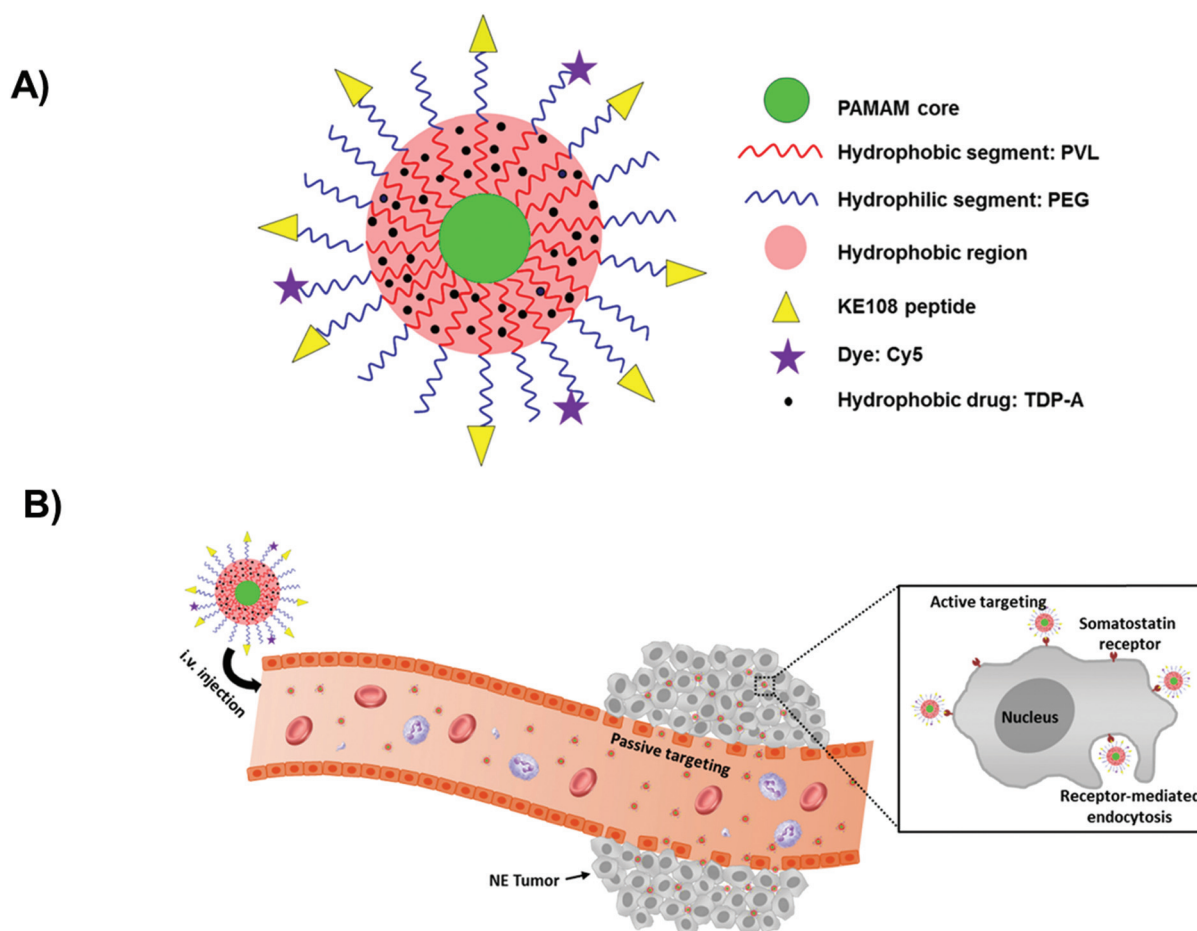 A)
PAMAM core
Hydrophobic segment: PVL
Hydrophilic segment: PEG
Hydrophobic region
KE108 peptide
Dye: Cy5
Hydrophobic drug: TDP-A
B)
i.v. injection
Passive targeting
NE Tumor
Active targeting
Somatostatin
receptor
Nucleus
Receptor-mediated
endocytosis